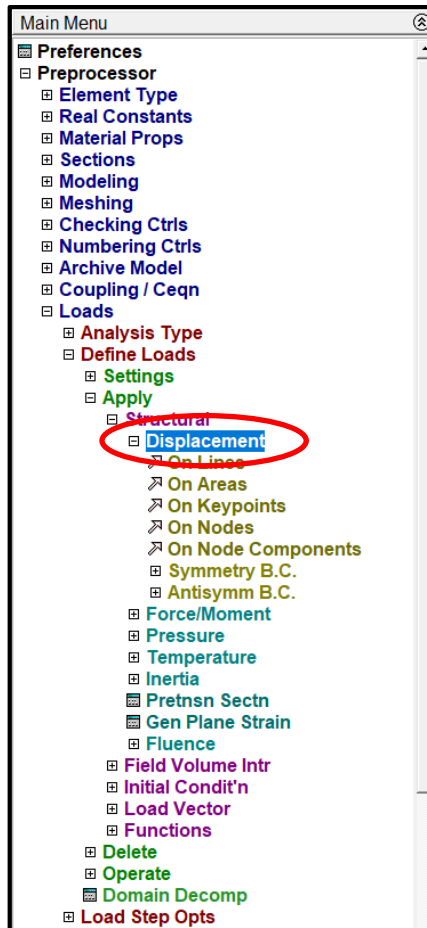 Main Menu
Preferences
Preprocessor
Element Type
Real Constants
Material Props
Sections
Modeling
Meshing
Checking Ctrls
Numbering Ctrls
Archive Model
Coupling / Ceqn
Loads
Analysis Type
Define Loads
Settings
Apply
Structural
Displacement
On Lines
On Areas
On Keypoints
On Nodes
On Node Components
Symmetry B.C.
Antisymm B.C.
Force/Moment
Pressure
Temperature
Inertia
Pretnsn Sectn
Gen Plane Strain
Fluence
Field Volume Intr
Initial Condit'n
Load Vector
Functions
Delete
Operate
Domain Decomp
Load Step Opts